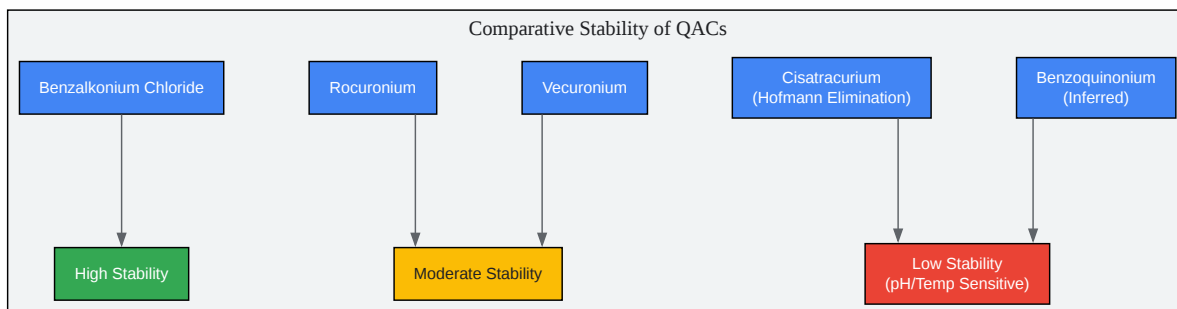 Comparative Stability of QACs
Benzalkonium Chloride
Rocuronium
Vecuronium
Cisatracurium
(Hofmann Elimination)
Benzoquinonium
(Inferred)
High Stability
Moderate Stability
Low Stability
(pH/Temp Sensitive)